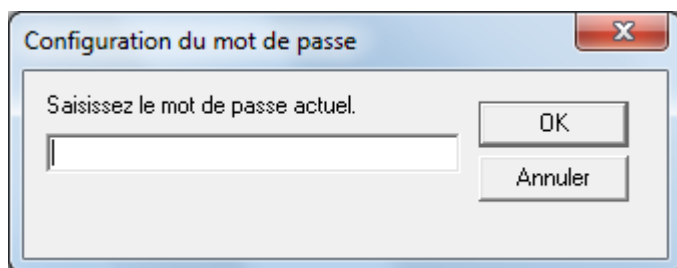 Configuration du mot de passe
Saisissez le mot de passe actuel.
OK
Annuler